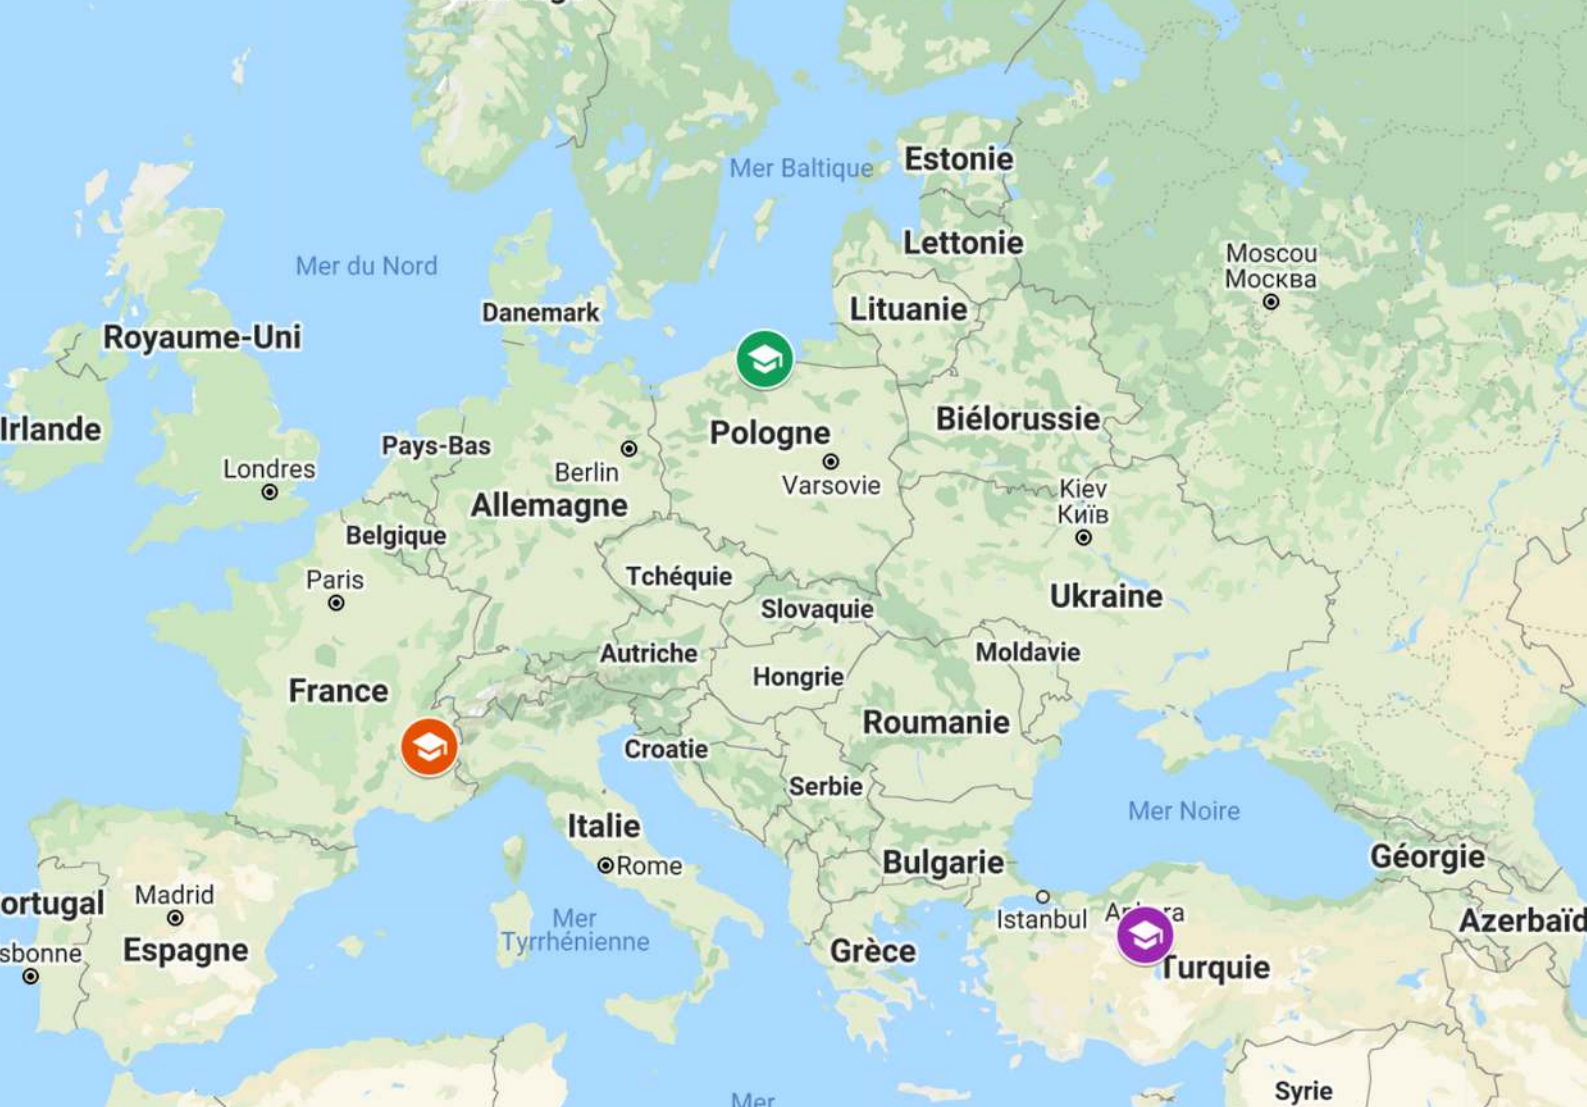 Mer Baltique
Estonie
Lettonie
Moscou
Москва
Mer du Nord
Danemark
Lituanie
Royaume-Uni
Irlande
Pays-Bas
Pologne
Biélorussie
Berlin
Londres
Varsovie
Kiev
Київ
Allemagne
Belgique
Paris
Tchéquie
Ukraine
Slovaquie
Autriche
Moldavie
Hongrie
France
Roumanie
Croatie
Serbie
Mer Noire
Italie
Rome
Bulgarie
Géorgie
ortugal
Madrid
Istanbul
Azerbaïd
Mer
Tyrrhénienne
sbonne
Espagne
Grèce
Turquie
Syrie
Mer